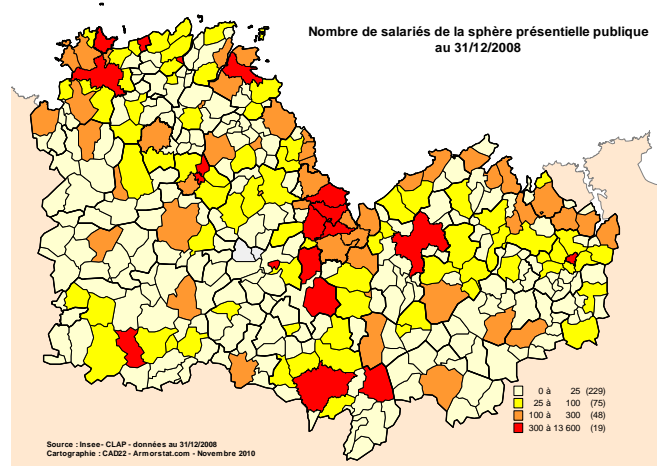 Nombre de salariés de la sphère présentielle publique
au 31/12/2008
0 à 25 (229)
25 à 100 (75)
100 à 300 (48)
300 à 13 600 (19)
Source : Insee- CLAP - données au 31/12/2008
Cartographie : CAD22 - Armorstat.com - Novembre 2010